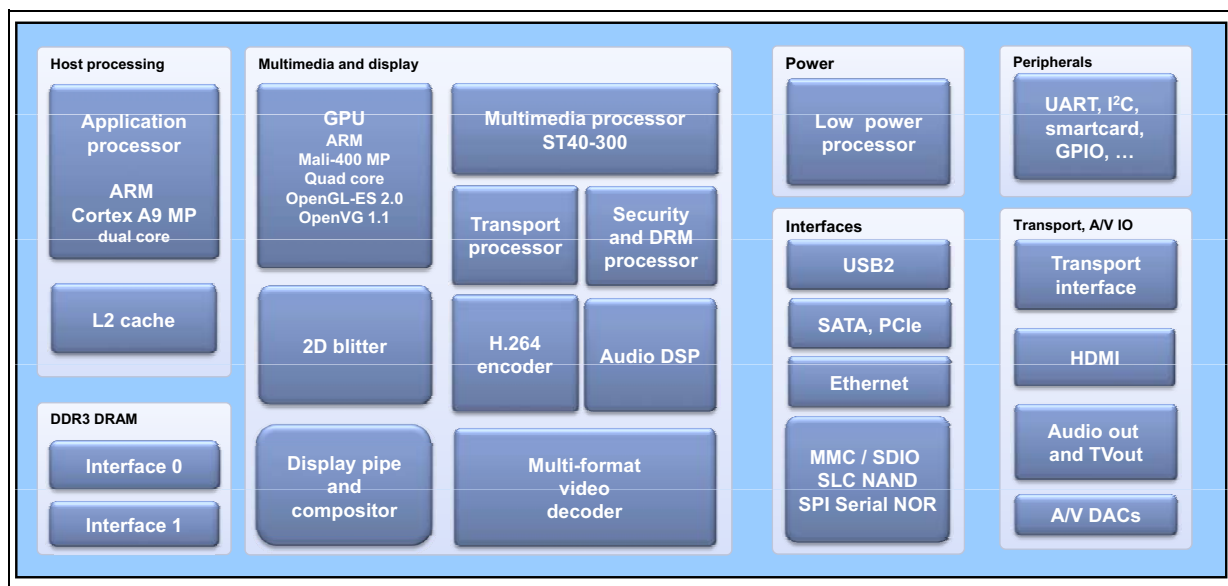 Host processing
Application
processor
ARM
Cortex A9 MP
dual core
L2 cache
DDR3 DRAM
Interface 0
Interface 1
Multimedia and display
GPU
ARM
Mali-400 MP
Quad core
OpenGL-ES 2.0
OpenVG 1.1
Multimedia processor
ST40-300
Transport
processor
Security
and DRM
processor
2D blitter
H.264
encoder
Audio DSP
Display pipe
and
compositor
Multi-format
video
decoder
Power
Low power
processor
Interfaces
USB2
SATA, PCIe
Ethernet
MMC / SDIO
SLC NAND
SPI Serial NOR
Peripherals
UART, I²C,
smartcard,
GPIO, …
Transport, A/V IO
Transport
interface
HDMI
Audio out
and TVout
A/V DACs